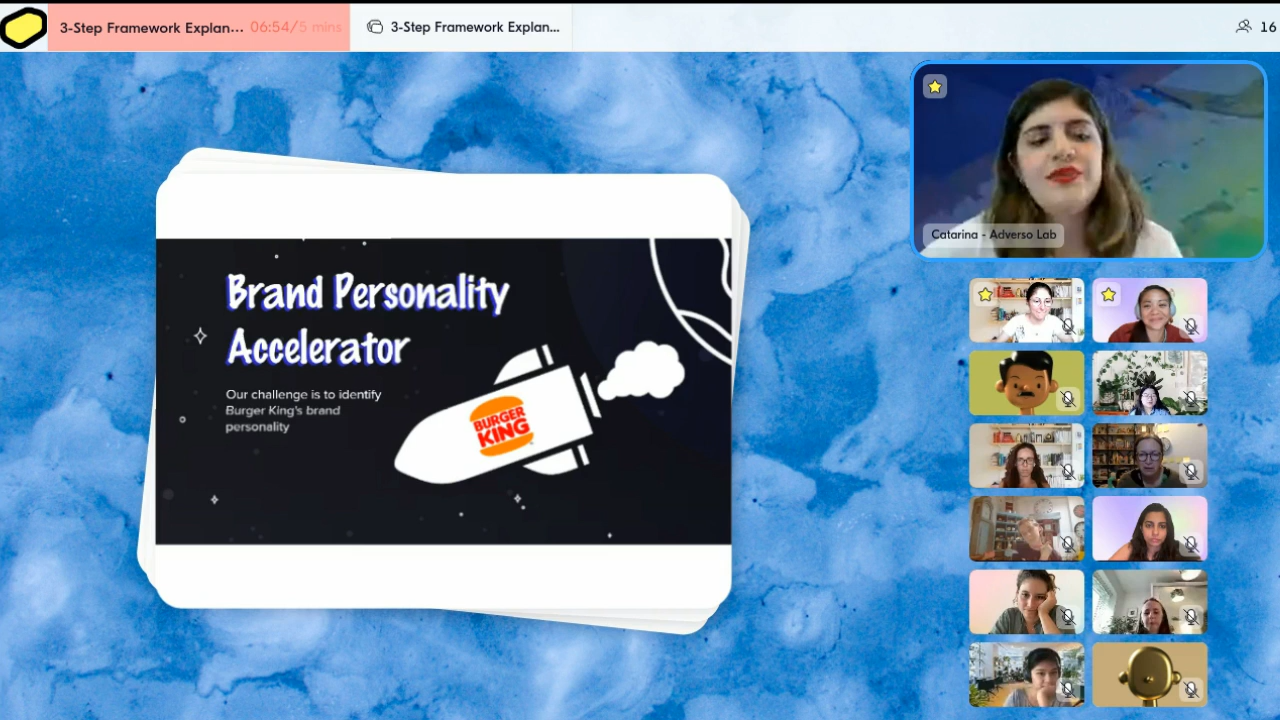 3-Step Framework Explan... 06:54/5 mins
3-Step Framework Explan...
16
Brand Personality
Accelerator
Our challenge is to identify
Burger King's brand
personality
BURGER
KING
Catarina - Adverso Lab